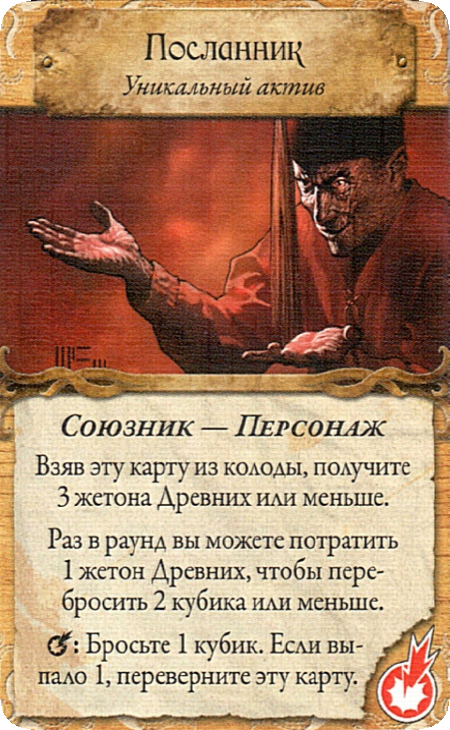 Посланник
Уникальный актив
Союзник — Персонаж
Взяв эту карту из колоды, получите
3 жетона Древних или меньше.
Раз в раунд вы можете потратить
1 жетон Древних, чтобы пере-
бросить 2 кубика или меньше.
: Бросьте 1 кубик. Если вы-
пало 1, переверните эту карту.